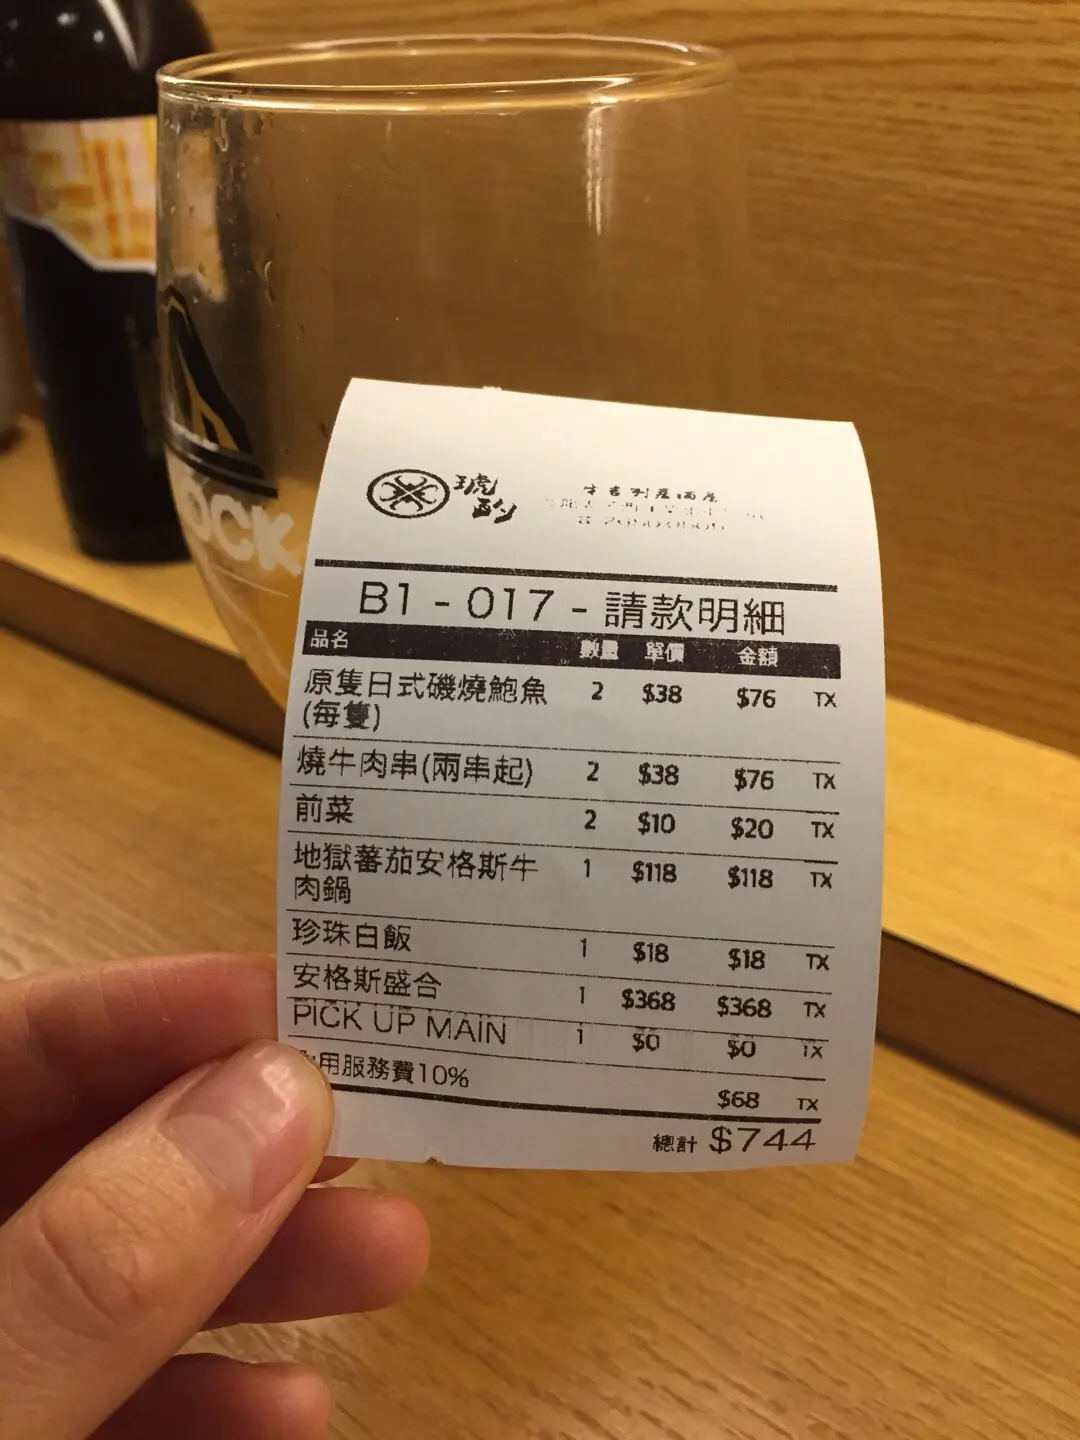 OCK
琥酌
B1 - 017 - 請款明細
品名 數量 單價 金額
原隻日式磯燒鮑魚 2 $38 $76 TX
(每隻)
燒牛肉串(兩串起) 2 $38 $76 TX
前菜 2 $10 $20 TX
地獄蕃茄安格斯牛 1 $118 $118 TX
肉鍋
珍珠白飯 1 $18 $18 TX
安格斯盛合 1 $368 $368 TX
PICK UP MAIN 1 $0 $0 TX
用服務費10% $68 TX
總計 $744